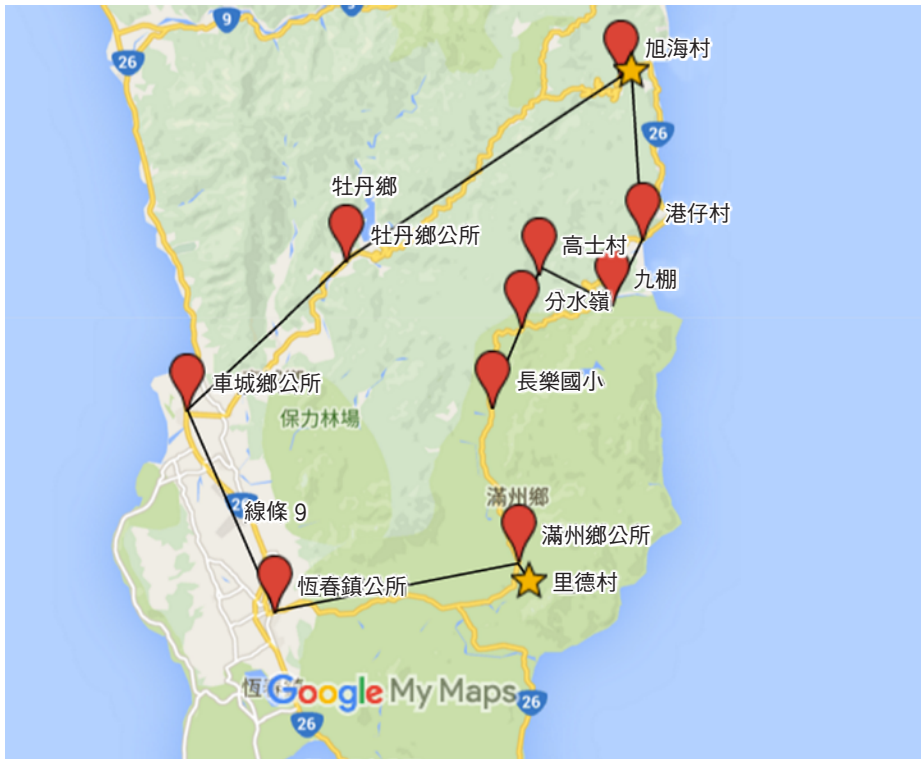 9
9
26
旭海村
26
牡丹鄉
港仔村
牡丹鄉公所
高士村
九棚
分水嶺
車城鄉公所
長樂國小
保力林場
滿州鄉
線條 9
滿州鄉公所
恆春鎮公所
里德村
Google My Maps
26
26